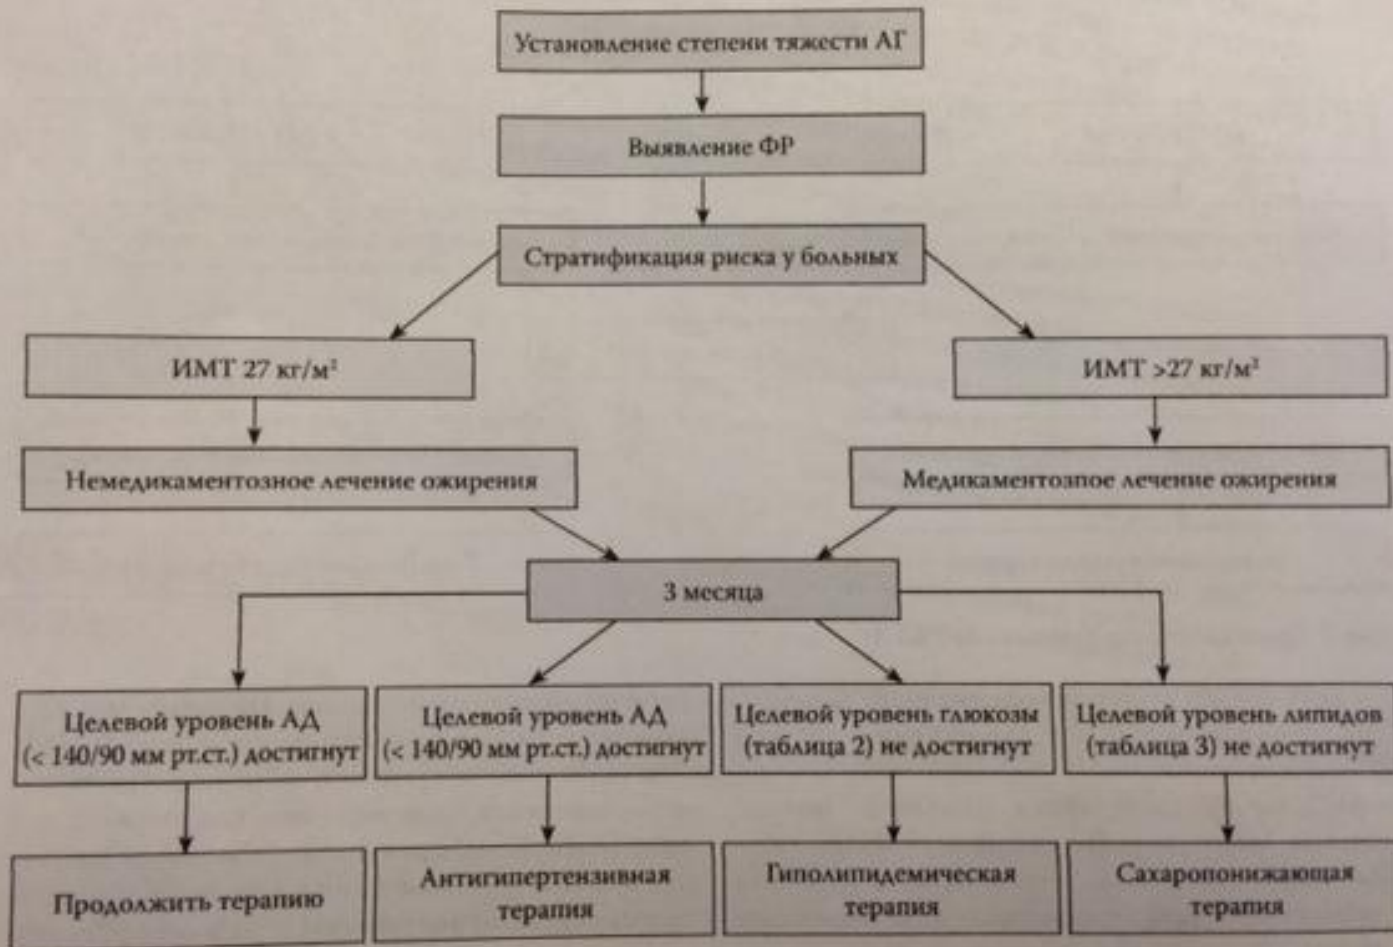 Установление степени тяжести АГ
Выявление ФР
Стратификация риска у больных
ИМТ 27 кг/м²
ИМТ >27 кг/м²
Немедикаментозное лечение ожирения
Медикаментозпое лечение ожирения
3 месяца
Целевой уровень АД
(< 140/90 мм рт.ст.) достигнут
Целевой уровень АД
(< 140/90 мм рт.ст.) достигнут
Целевой уровень глюкозы
(таблица 2) не достигнут
Целевой уровень липидов
(таблица 3) не достигнут
Продолжить терапию
Антигипертензивная
терапия
Гиполипидемическая
терапия
Сахаропонижающая
терапия